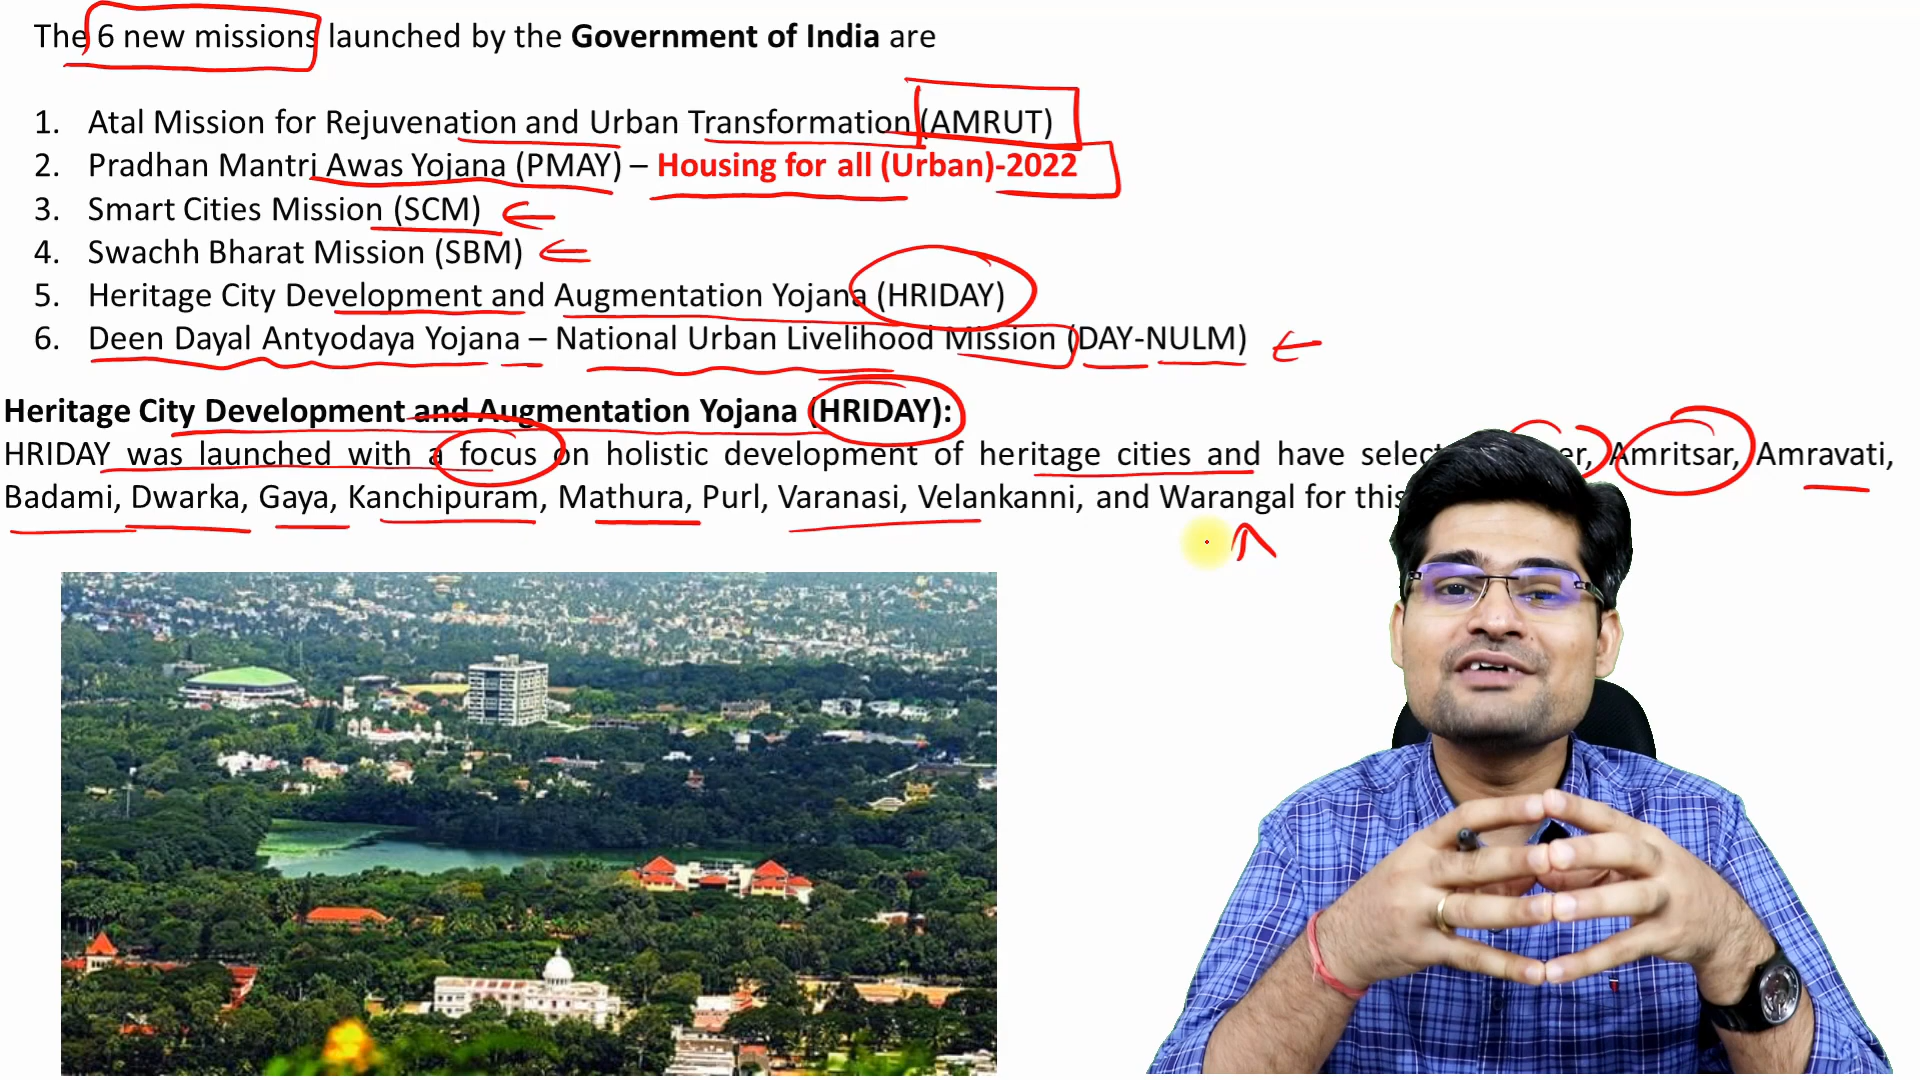 The 6 new missions launched by the Government of India are
1. Atal Mission for Rejuvenation and Urban Transformation (AMRUT)
2. Pradhan Mantri Awas Yojana (PMAY) – Housing for all (Urban)-2022
3. Smart Cities Mission (SCM)
4. Swachh Bharat Mission (SBM)
5. Heritage City Development and Augmentation Yojana (HRIDAY)
6. Deen Dayal Antyodaya Yojana – National Urban Livelihood Mission (DAY-NULM)
Heritage City Development and Augmentation Yojana (HRIDAY):
HRIDAY was launched with a focus on holistic development of heritage cities and have Amritsar, Amravati,
Badami, Dwarka, Gaya, Kanchipuram, Mathura, Purl, Varanasi, Velankanni, and Warangal for this